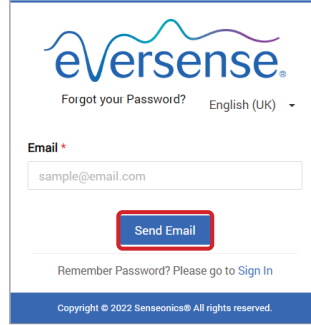 eversense®
Forgot your Password?
English (UK)
Email *
sample@email.com
Send Email
Remember Password? Please go to Sign In
Copyright © 2022 Senseonics® All rights reserved.